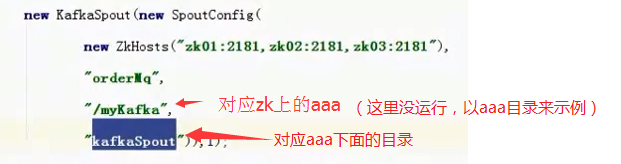 new KafkaSpout(new SpoutConfig(
new ZkHosts("zk01:2181,zk02:2181,zk03:2181"),
"orderMq",
"/myKafka", 对应zk上的aaa （这里没运行，以aaa目录来示例）
"kafkaSpout")),1); 对应aaa下面的目录